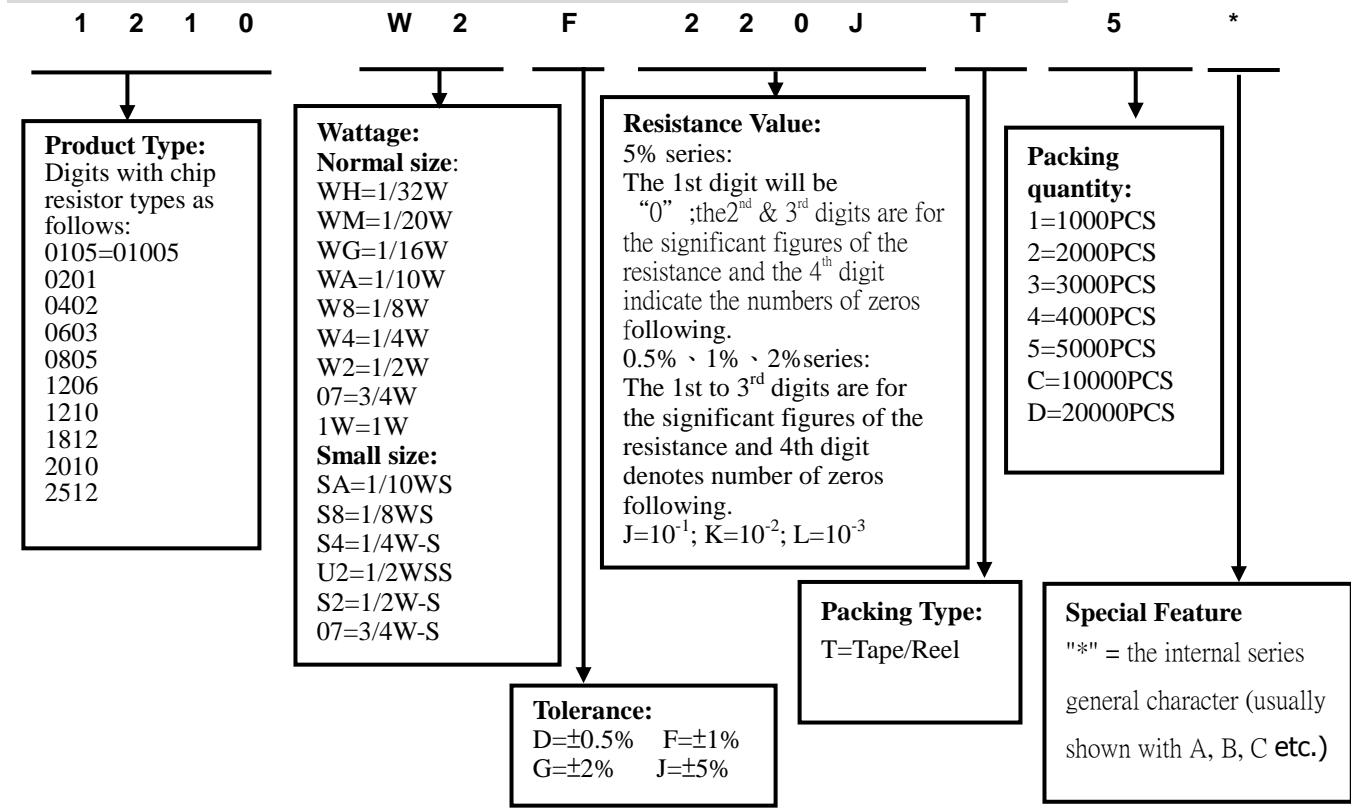 1 2 1 0 W 2 F 2 2 0 J T 5 *
Product Type:
Digits with chip
resistor types as
follows:
0105=01005
0201
0402
0603
0805
1206
1210
1812
2010
2512
Wattage:
Normal size:
WH=1/32W
WM=1/20W
WG=1/16W
WA=1/10W
W8=1/8W
W4=1/4W
W2=1/2W
07=3/4W
1W=1W
Small size:
SA=1/10WS
S8=1/8WS
S4=1/4W-S
U2=1/2WSS
S2=1/2W-S
07=3/4W-S
Tolerance:
D=±0.5% F=±1%
G=±2% J=±5%
Resistance Value:
5% series:
The 1st digit will be
“0” ;the2nd & 3rd digits are for
the significant figures of the
resistance and the 4th digit
indicate the numbers of zeros
following.
0.5%、1%、2%series:
The 1st to 3rd digits are for
the significant figures of the
resistance and 4th digit
denotes number of zeros
following.
J=10-1; K=10-2; L=10-3
Packing Type:
T=Tape/Reel
Packing
quantity:
1=1000PCS
2=2000PCS
3=3000PCS
4=4000PCS
5=5000PCS
C=10000PCS
D=20000PCS
Special Feature
"*" = the internal series
general character (usually
shown with A, B, C etc.)